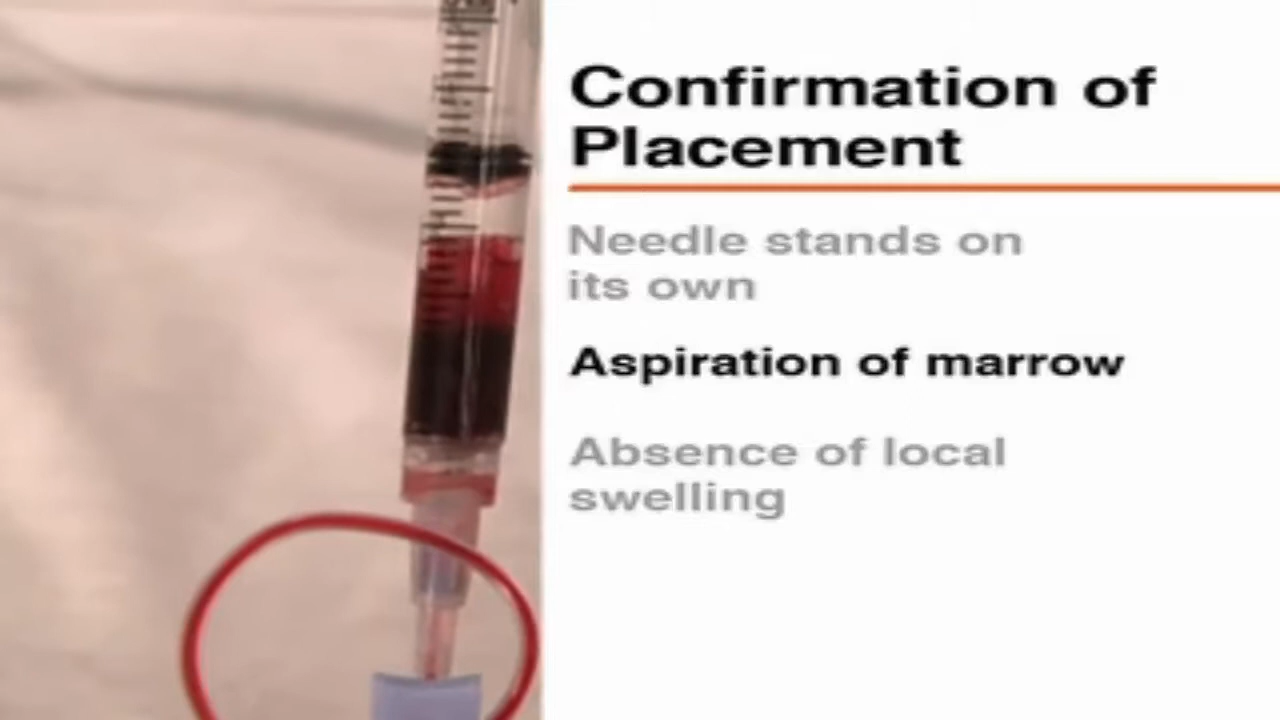 Confirmation of
Placement
Needle stands on
its own
Aspiration of marrow
Absence of local
swelling